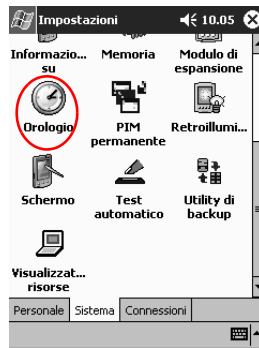 Impostazioni 10.05
Informazio... Memoria Modulo di
su espansione
Orologio PIM Retroillumi...
permanente
Schermo Test Utility di
automatico backup
Visualizzat...
risorse
Personale Sistema Connessioni